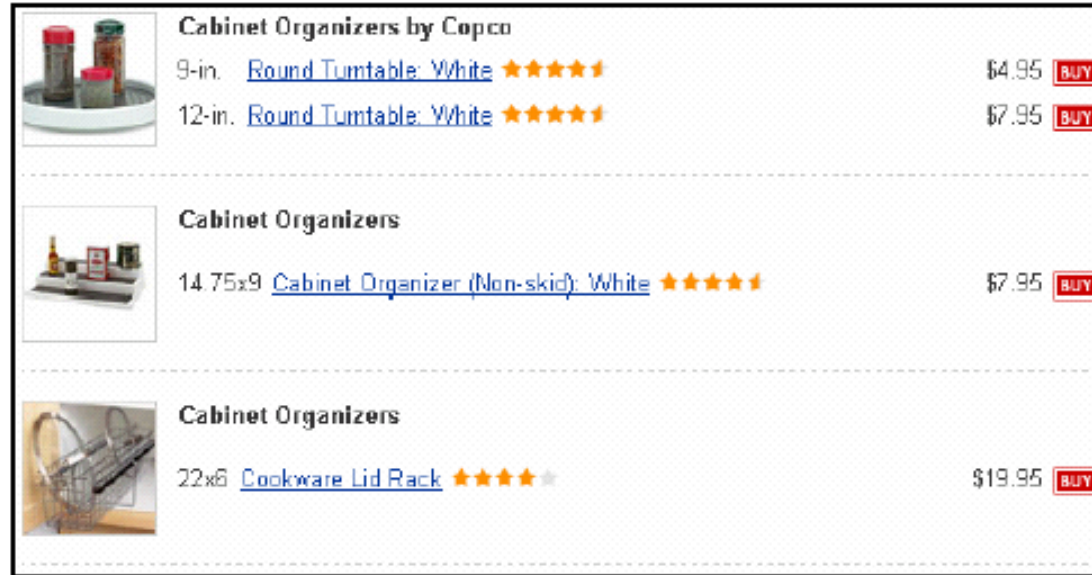 Cabinet Organizers by Copco
9-in. Round Turntable: White $4.95 BUY
12-in. Round Turntable: White $7.95 BUY
Cabinet Organizers
14.75x9 Cabinet Organizer (Non-skid): White $7.95 BUY
Cabinet Organizers
22x6 Cookware Lid Rack $19.95 BUY